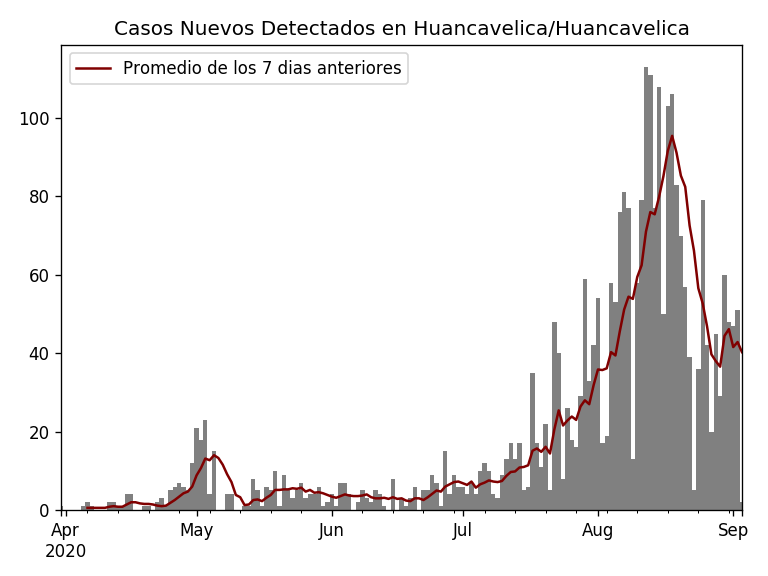 Casos Nuevos Detectados en Huancavelica/Huancavelica
Promedio de los 7 dias anteriores
100
80
60
40
20
0
Apr May Jun Jul Aug Sep
2020